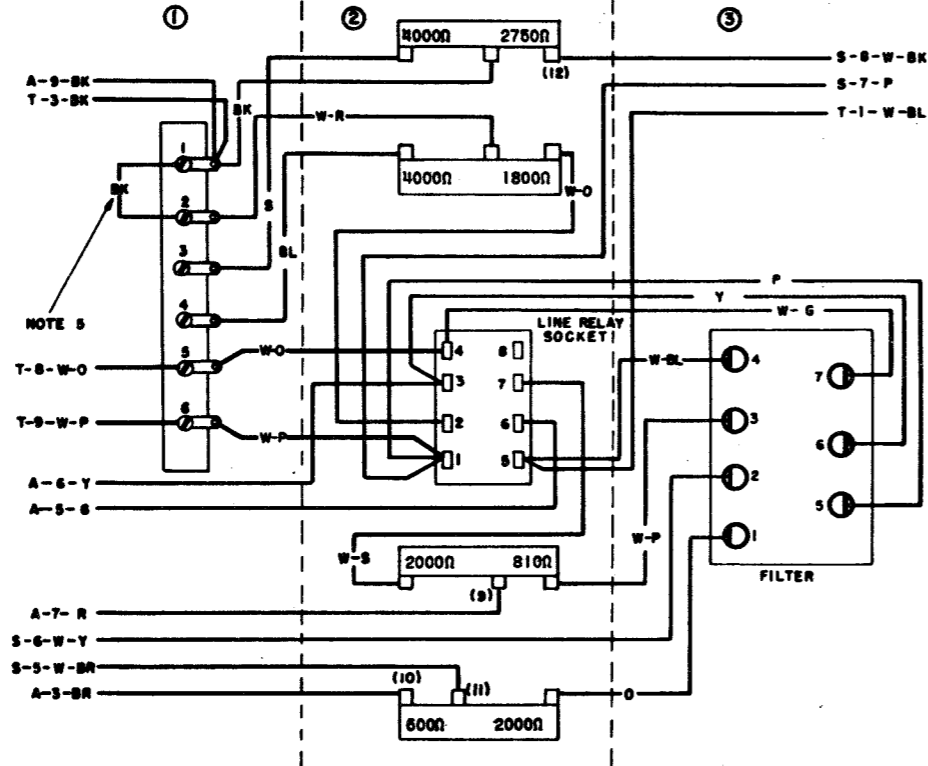 ① ② ③
4000Ω 2750Ω
(12)
S-8-W-BK
A-9-BK
S-7-P
T-3-BK
BK
W-R
T-1-W-BL
1
4000Ω 1800Ω
BK
W-O
2
S
3
BL
4
NOTE 5
P
Y
W-G
LINE RELAY
SOCKET
5
W-O
4 8
W-BL
4
7
T-8-W-O
3 7
6
T-9-W-P
W-P
2 6
3
6
1 5
2
5
A-6-Y
A-5-G
W-S
W-P
1
2000Ω 810Ω
FILTER
(9)
A-7-R
S-6-W-Y
S-5-W-BR
(10) (11)
A-3-BR
O
600Ω 2000Ω